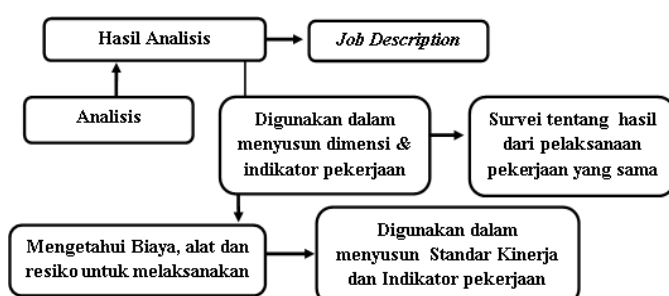 Hasil Analisis
Job Description
Analisis
Digunakan dalam
menyusun dimensi &
indikator pekerjaan
Survei tentang hasil
dari pelaksanaan
pekerjaan yang sama
Mengetahui Biaya, alat dan
resiko untuk melaksanakan
Digunakan dalam
menyusun Standar Kinerja
dan Indikator pekerjaan